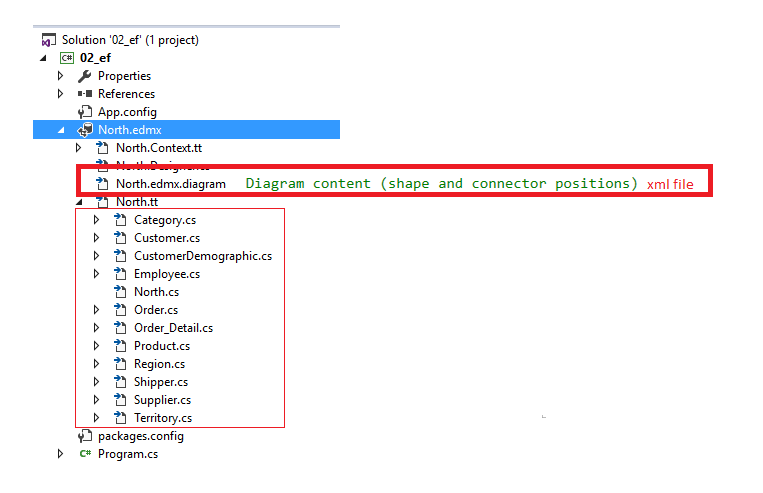 Solution '02_ef' (1 project)
C# 02_ef
Properties
References
App.config
North.edmx
North.Context.tt
North.Designer.cs
North.edmx.diagram Diagram content (shape and connector positions) xml file
North.tt
Category.cs
Customer.cs
CustomerDemographic.cs
Employee.cs
North.cs
Order.cs
Order_Detail.cs
Product.cs
Region.cs
Shipper.cs
Supplier.cs
Territory.cs
packages.config
C# Program.cs